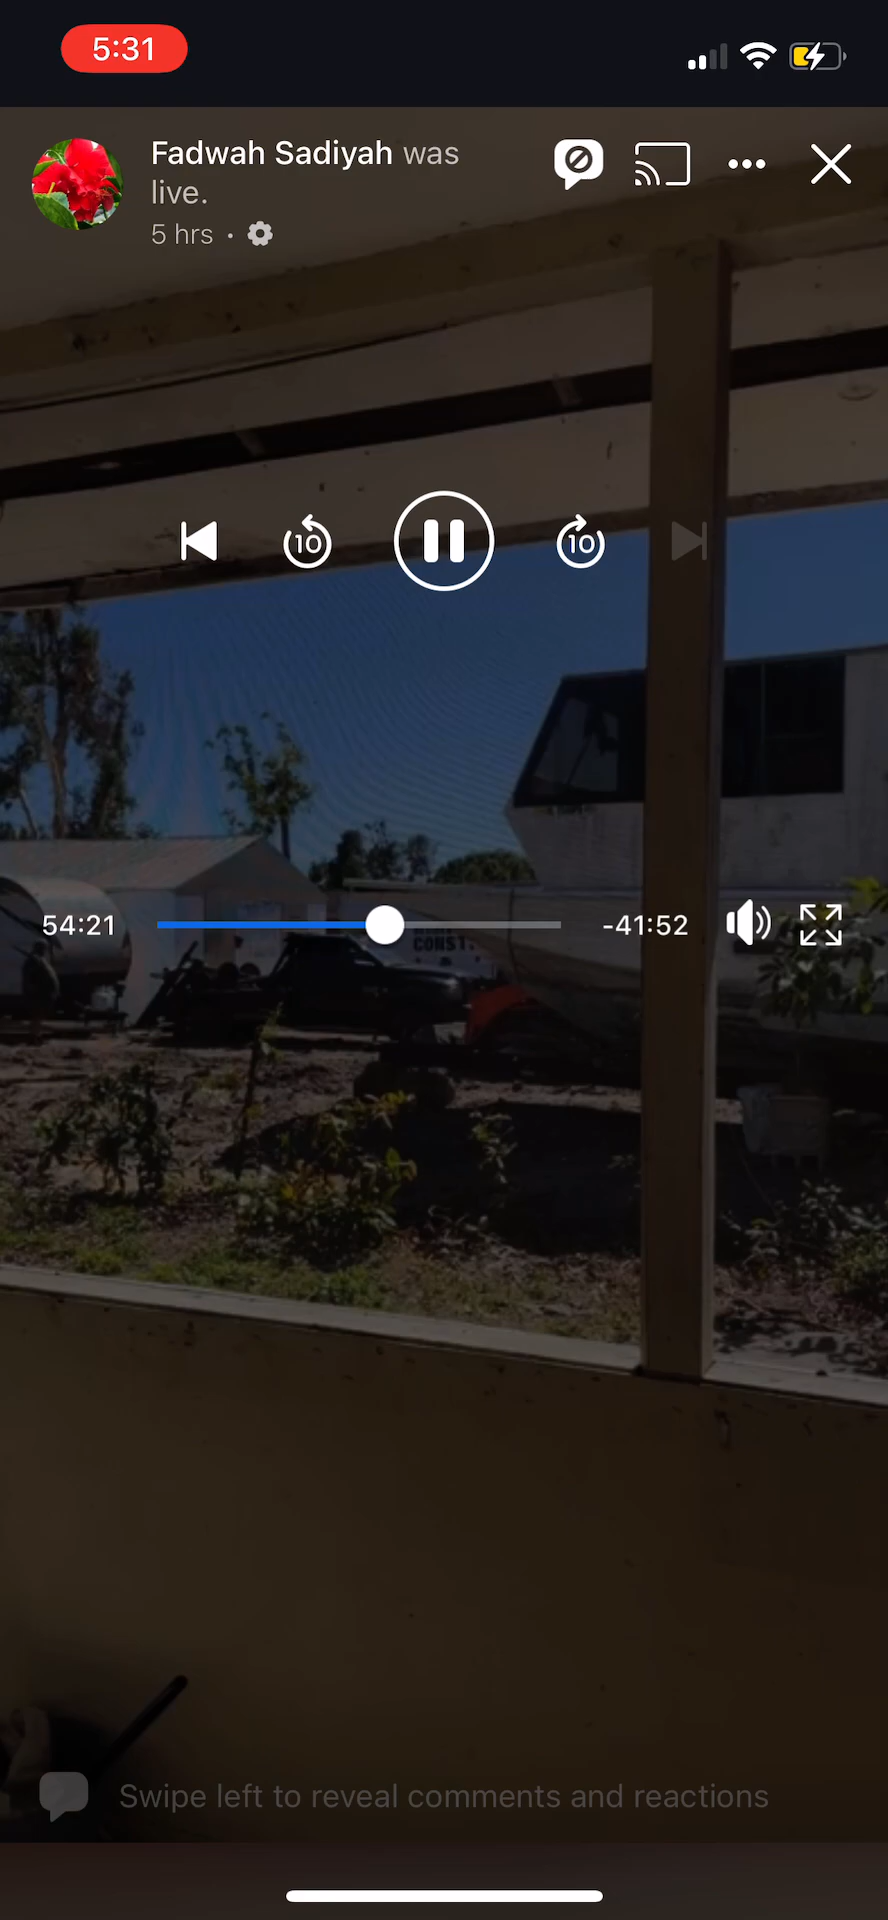 5:31
Fadwah Sadiyah was
live.
5 hrs ·
10
10
54:21
-41:52
CONST.
Swipe left to reveal comments and reactions